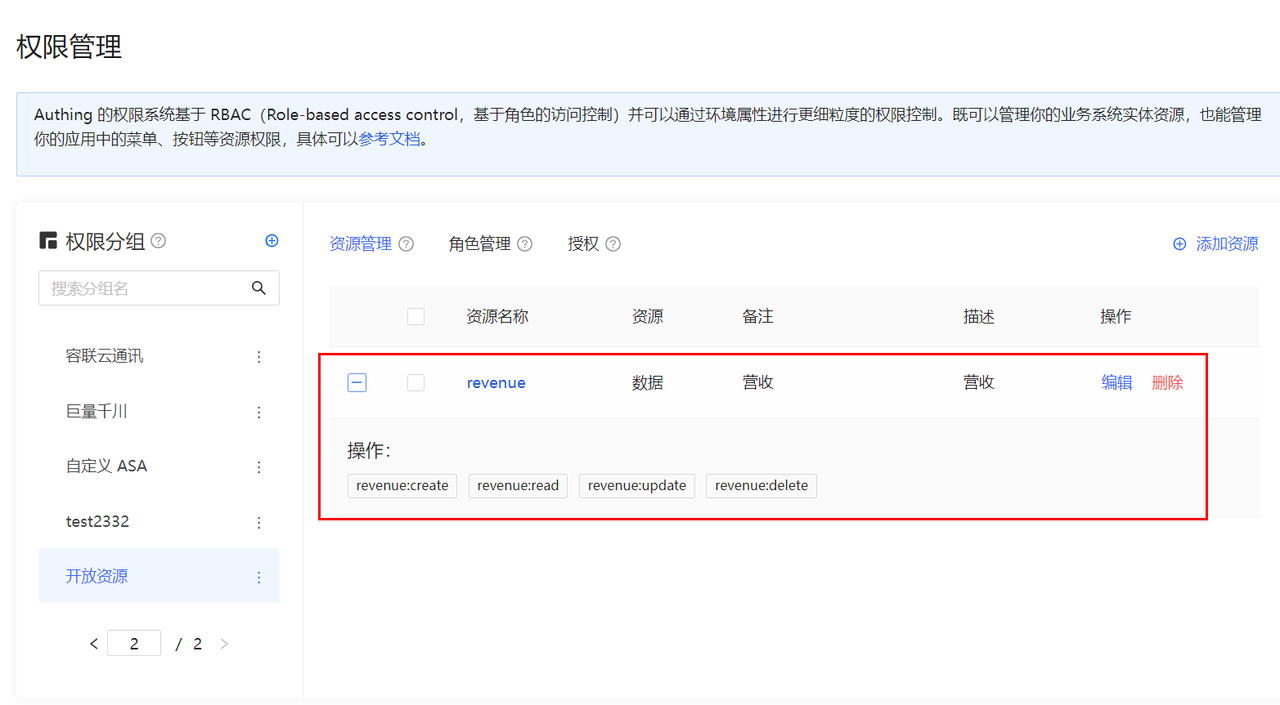 权限管理
Authing 的权限系统基于 RBAC（Role-based access control，基于角色的访问控制）并可以通过环境属性进行更细粒度的权限控制。既可以管理你的业务系统实体资源，也能管理
你的应用中的菜单、按钮等资源权限，具体可以参考文档。
权限分组
资源管理 角色管理 授权 添加资源
搜索分组名
资源名称 资源 备注 描述 操作
容联云通讯
revenue 数据 营收 营收 编辑 删除
巨量千川
操作：
自定义 ASA
revenue:create revenue:read revenue:update revenue:delete
test2332
开放资源
2 / 2